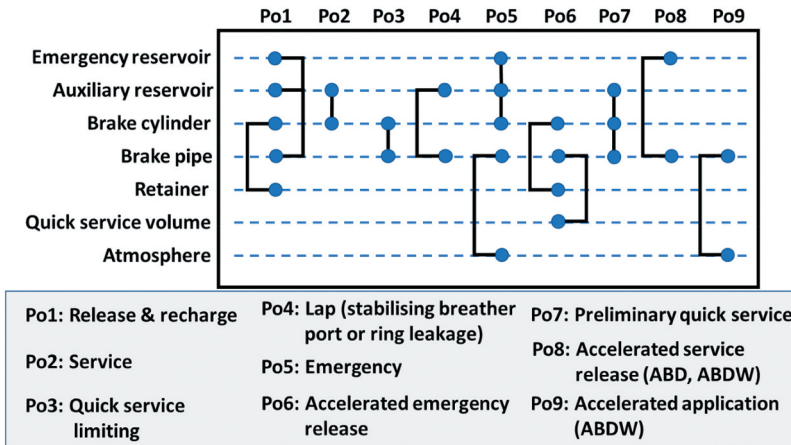 Po1 Po2 Po3 Po4 Po5 Po6 Po7 Po8 Po9
Emergency reservoir
Auxiliary reservoir
Brake cylinder
Brake pipe
Retainer
Quick service volume
Atmosphere
Po1: Release & recharge
Po2: Service
Po3: Quick service
limiting
Po4: Lap (stabilising breather
port or ring leakage)
Po5: Emergency
Po6: Accelerated emergency
release
Po7: Preliminary quick service
Po8: Accelerated service
release (ABD, ABDW)
Po9: Accelerated application
(ABDW)